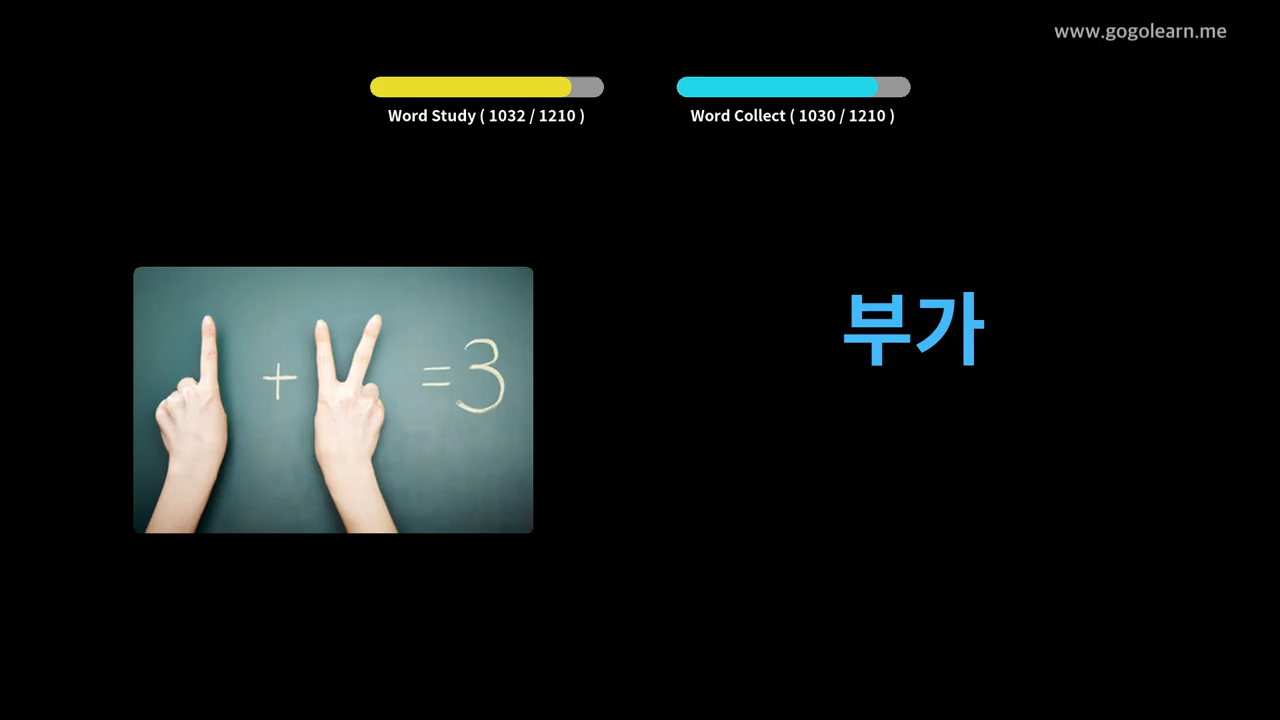 www.gogolearn.me
Word Study ( 1032 / 1210 )
Word Collect ( 1030 / 1210 )
+ = 3
부가